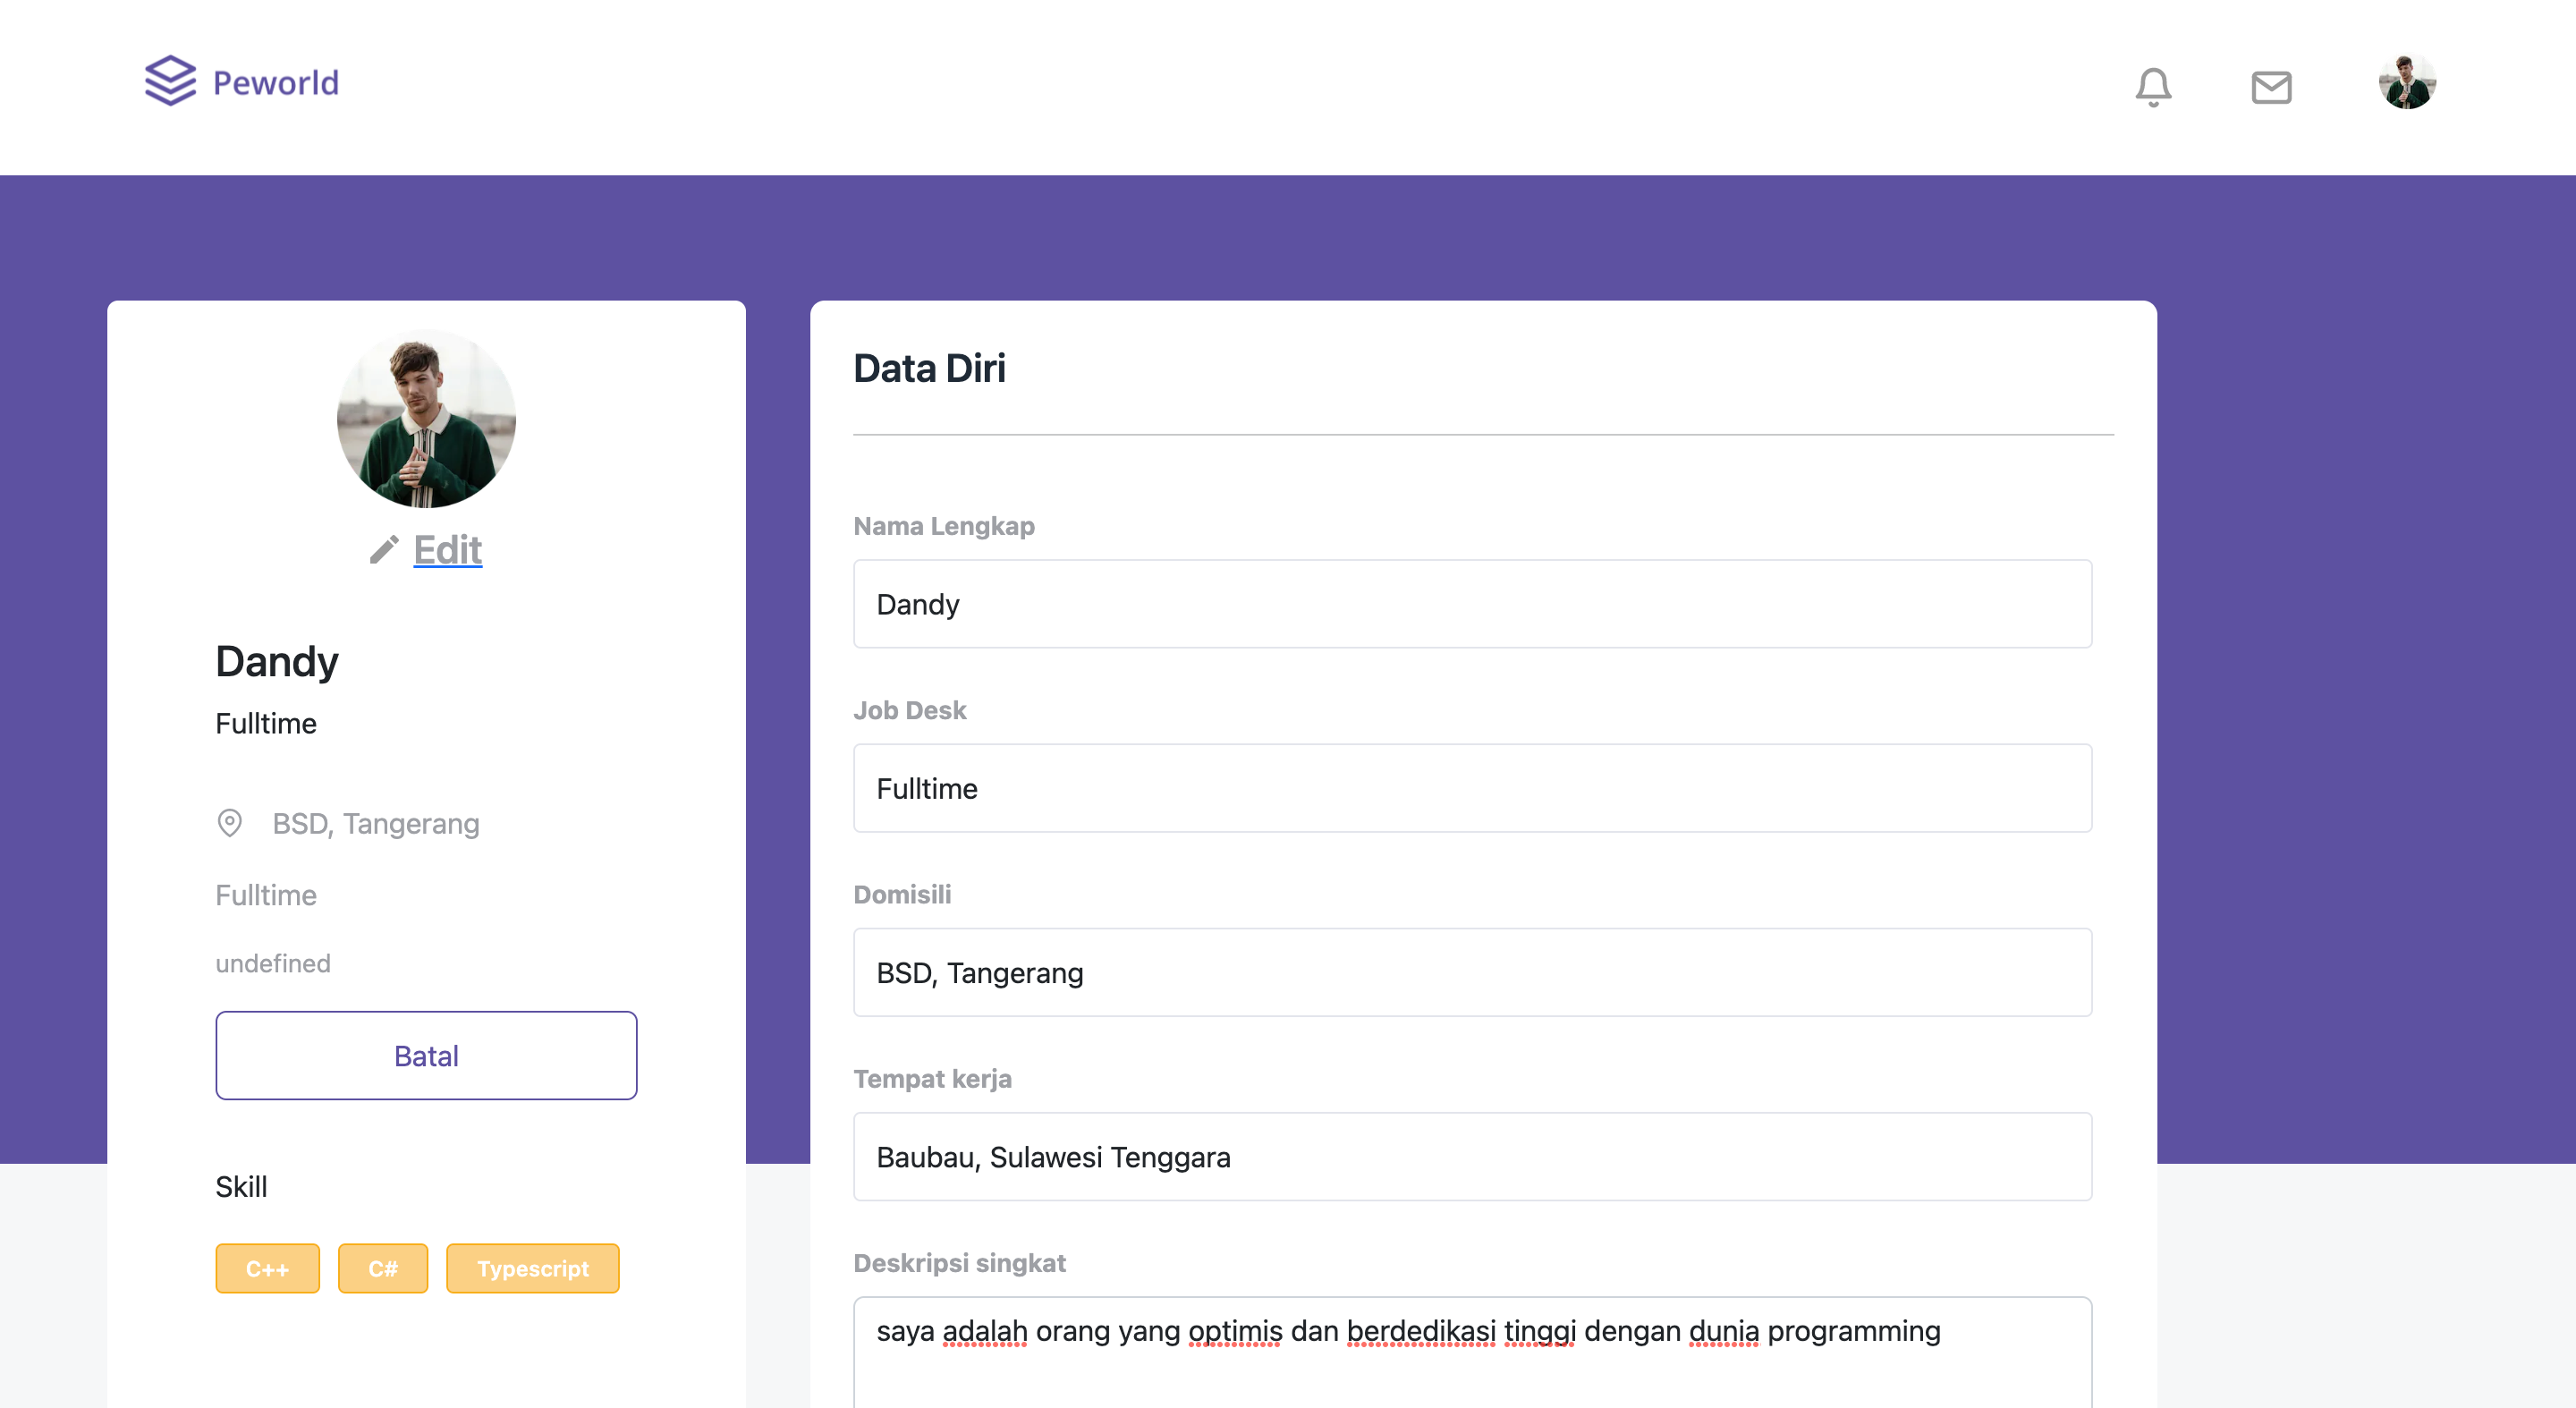 Peworld
Edit
Dandy
Fulltime
BSD, Tangerang
Fulltime
undefined
Batal
Skill
C++
C#
Typescript
Data Diri
Nama Lengkap
Dandy
Job Desk
Fulltime
Domisili
BSD, Tangerang
Tempat kerja
Baubau, Sulawesi Tenggara
Deskripsi singkat
saya adalah orang yang optimis dan berdedikasi tinggi dengan dunia programming